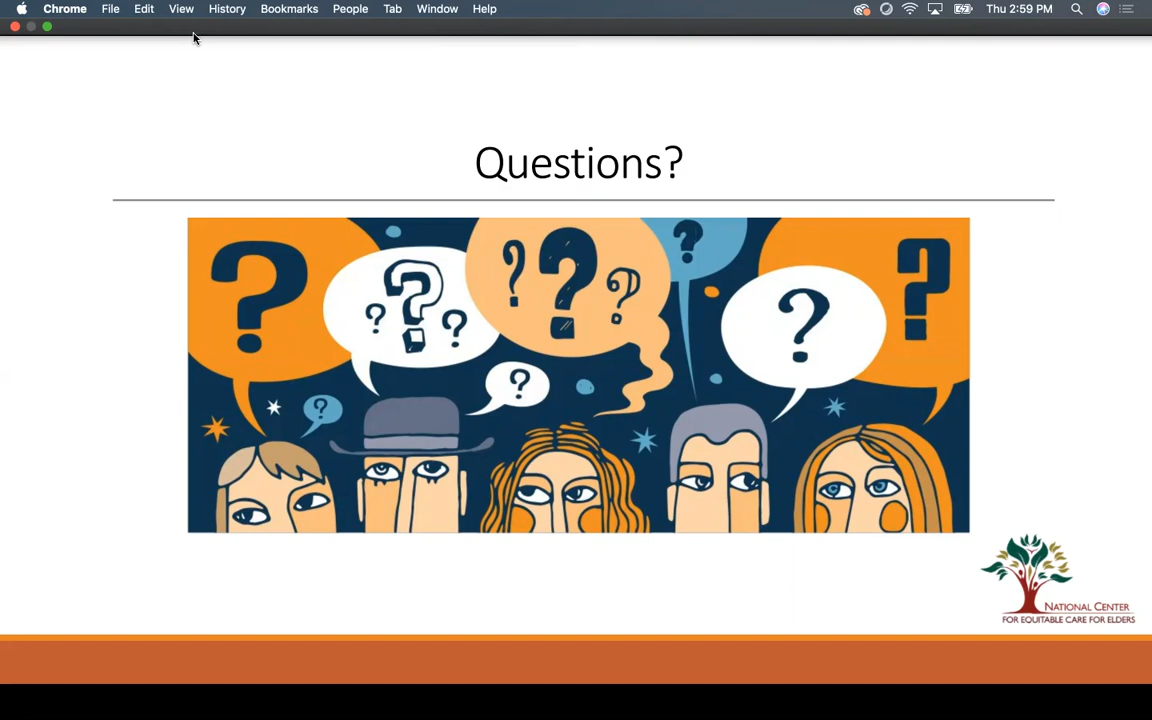 Chrome File Edit View History Bookmarks People Tab Window Help Thu 2:59 PM
Questions?
? ? ? ? ? ? ? ? ? ? ? ?
? ?
NATIONAL CENTER
FOR EQUITABLE CARE FOR ELDERS